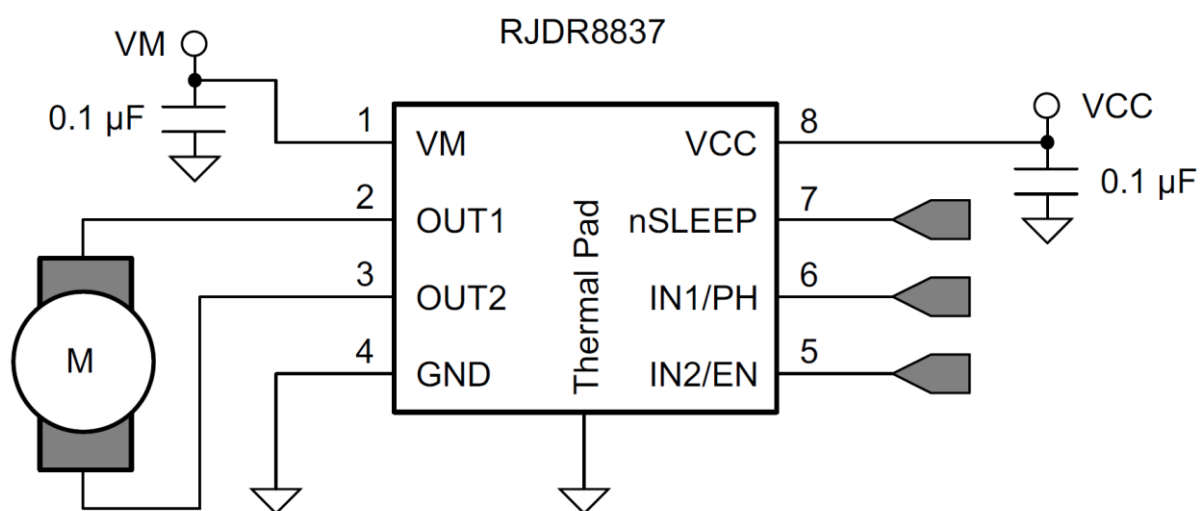 RJDR8837
VM
0.1 µF
VCC
0.1 µF
1
VM
2
OUT1
3
OUT2
4
GND
Thermal Pad
8
VCC
7
nSLEEP
6
IN1/PH
5
IN2/EN
M